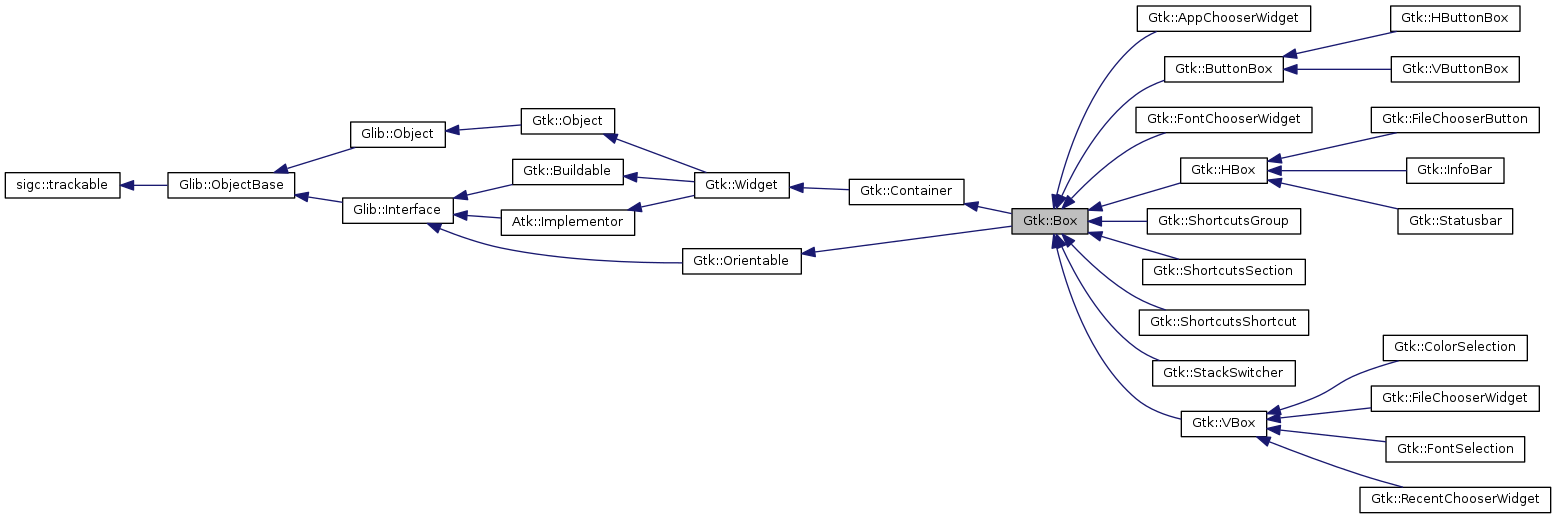 sigc::trackable
Glib::ObjectBase
Glib::Object
Glib::Interface
Gtk::Object
Gtk::Buildable
Atk::Implementor
Gtk::Widget
Gtk::Orientable
Gtk::Container
Gtk::Box
Gtk::AppChooserWidget
Gtk::ButtonBox
Gtk::FontChooserWidget
Gtk::HBox
Gtk::ShortcutsGroup
Gtk::ShortcutsSection
Gtk::ShortcutsShortcut
Gtk::StackSwitcher
Gtk::VBox
Gtk::HButtonBox
Gtk::VButtonBox
Gtk::FileChooserButton
Gtk::InfoBar
Gtk::Statusbar
Gtk::ColorSelection
Gtk::FileChooserWidget
Gtk::FontSelection
Gtk::RecentChooserWidget